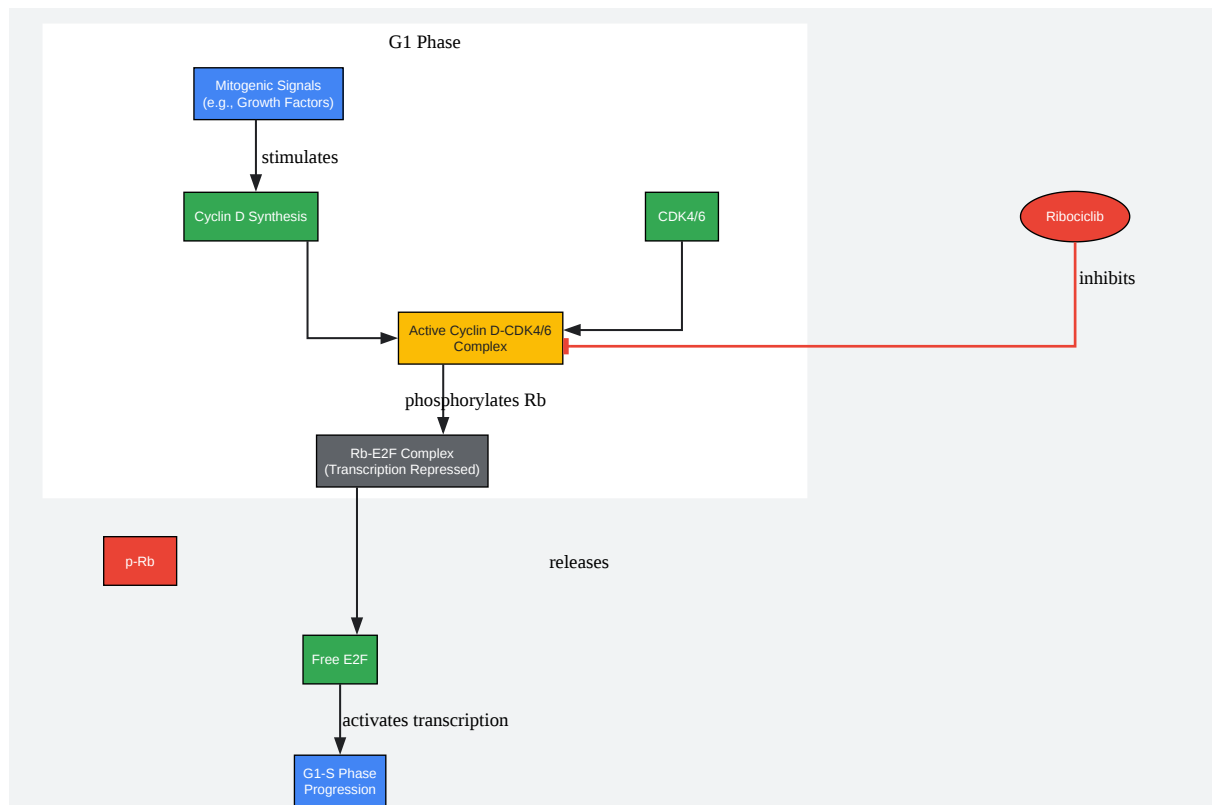 G1 Phase
Mitogenic Signals
(e.g., Growth Factors)
stimulates
Cyclin D Synthesis
CDK4/6
Ribociclib
inhibits
Active Cyclin D-CDK4/6
Complex
phosphorylates Rb
Rb-E2F Complex
(Transcription Repressed)
p-Rb
releases
Free E2F
activates transcription
G1-S Phase
Progression